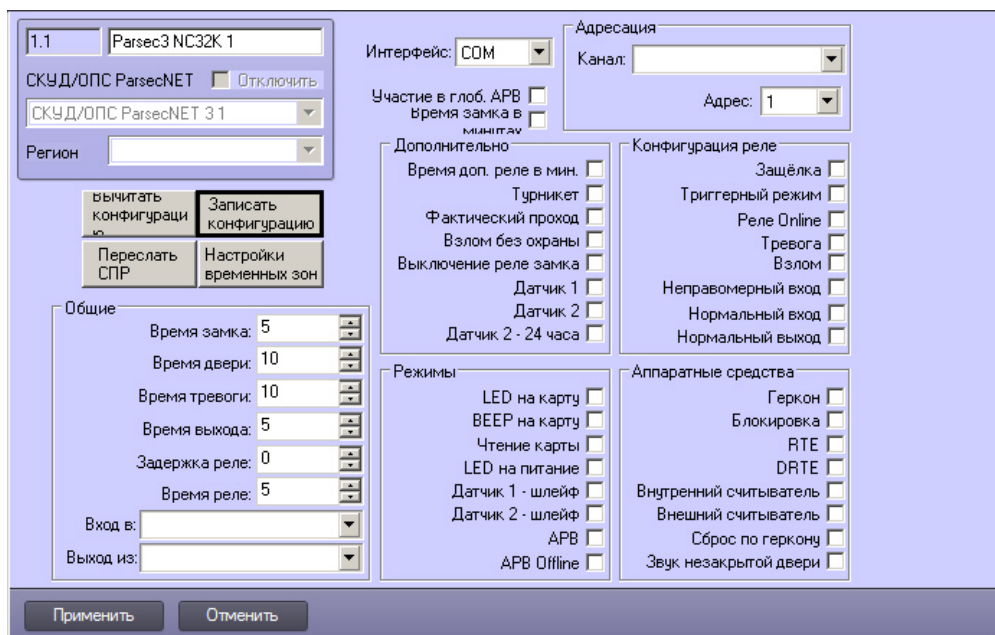 1.1
Parsec3 NC32K 1
СКУД/ОПС ParsecNET
Отключить
СКУД/ОПС ParsecNET 3 1
Регион
Вычитать
конфигураци
ю
Записать
конфигурацию
Переслать
СПР
Настройки
временных зон
Интерфейс: COM
Участие в глоб. APB
Время замка в
минутах
Адресация
Канал:
Адрес: 1
Общие
Время замка: 5
Время двери: 10
Время тревоги: 10
Время выхода: 5
Задержка реле: 0
Время реле: 5
Вход в:
Выход из:
Дополнительно
Время доп. реле в мин.
Турникет
Фактический проход
Взлом без охраны
Выключение реле замка
Датчик 1
Датчик 2
Датчик 2 - 24 часа
Конфигурация реле
Защёлка
Триггерный режим
Реле Online
Тревога
Взлом
Неправомерный вход
Нормальный вход
Нормальный выход
Режимы
LED на карту
BEEP на карту
Чтение карты
LED на питание
Датчик 1 - шлейф
Датчик 2 - шлейф
APB
APB Offline
Аппаратные средства
Геркон
Блокировка
RTE
DRTE
Внутренний считыватель
Внешний считыватель
Сброс по геркону
Звук незакрытой двери
Применить
Отменить